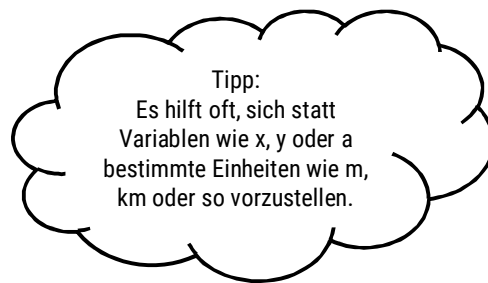 Tipp:
Es hilft oft, sich statt
Variablen wie x, y oder a
bestimmte Einheiten wie m,
km oder so vorzustellen.